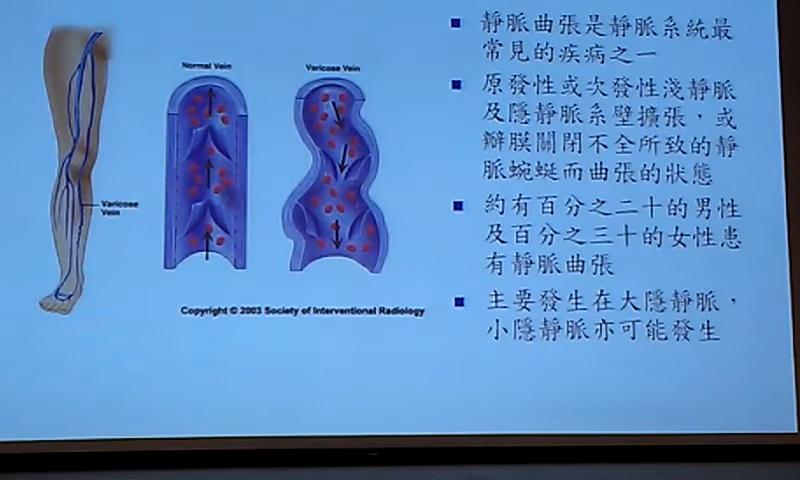 Normal Vein
Varicose Vein
Varicose
Vein
Copyright © 2003 Society of Interventional Radiology
靜脈曲張是靜脈系統最
常見的疾病之一
原發性或次發性淺靜脈
及隱靜脈系壁擴張，或
瓣膜關閉不全所致的靜
脈蜿蜒而曲張的狀態
約有百分之二十的男性
及百分之三十的女性患
有靜脈曲張
主要發生在大隱靜脈，
小隱靜脈亦可能發生